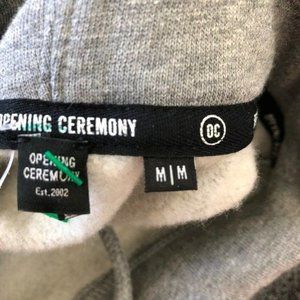 OPENING CEREMONY
OC
OPENING
CEREMONY
Est.2002
M|M